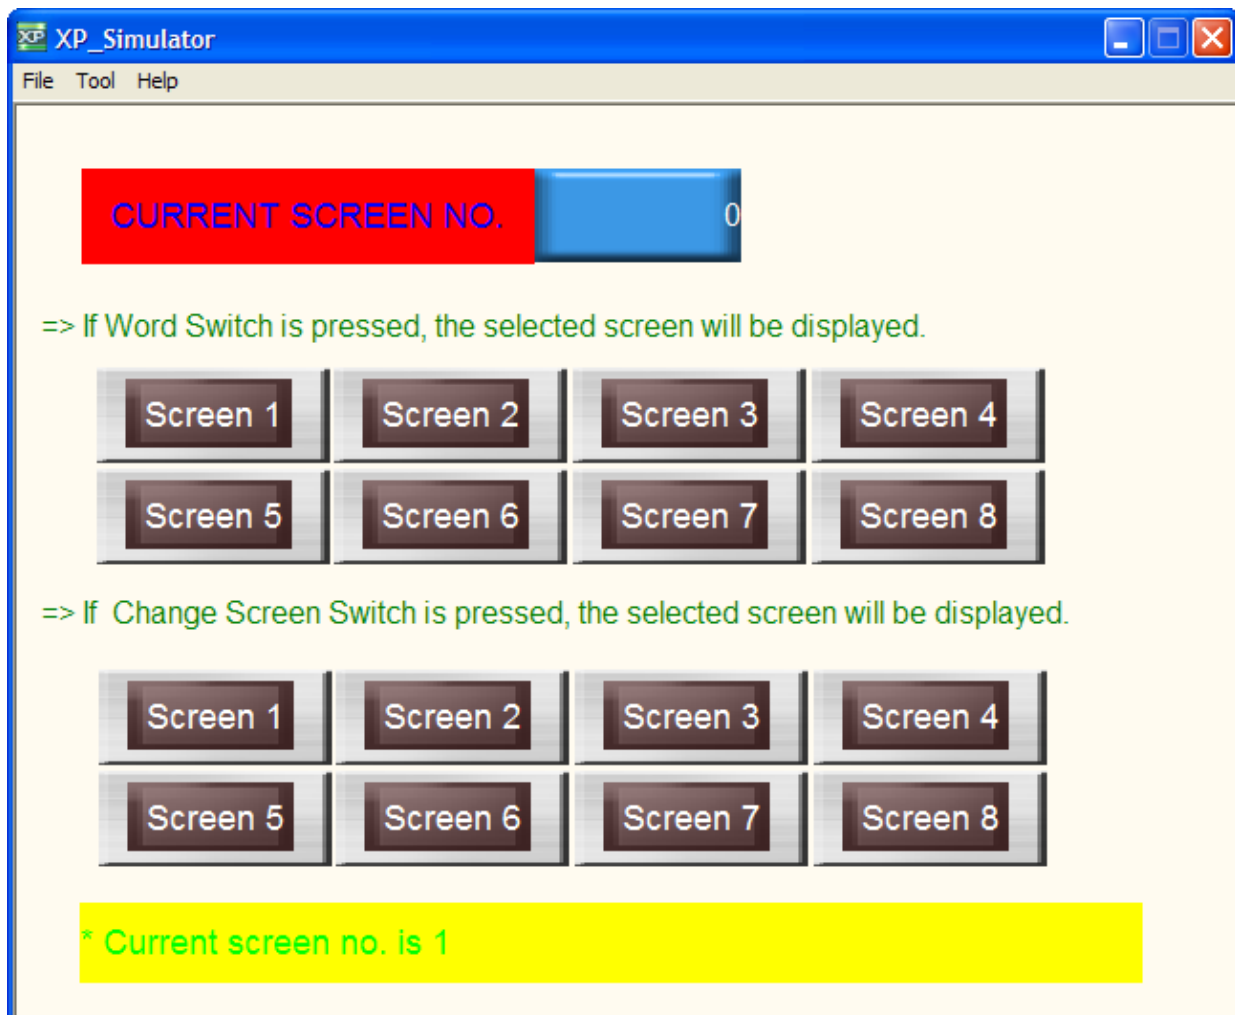 XP XP_Simulator
File Tool Help
CURRENT SCREEN NO. 0
=> If Word Switch is pressed, the selected screen will be displayed.
Screen 1 Screen 2 Screen 3 Screen 4
Screen 5 Screen 6 Screen 7 Screen 8
=> If  Change Screen Switch is pressed, the selected screen will be displayed.
Screen 1 Screen 2 Screen 3 Screen 4
Screen 5 Screen 6 Screen 7 Screen 8
* Current screen no. is 1